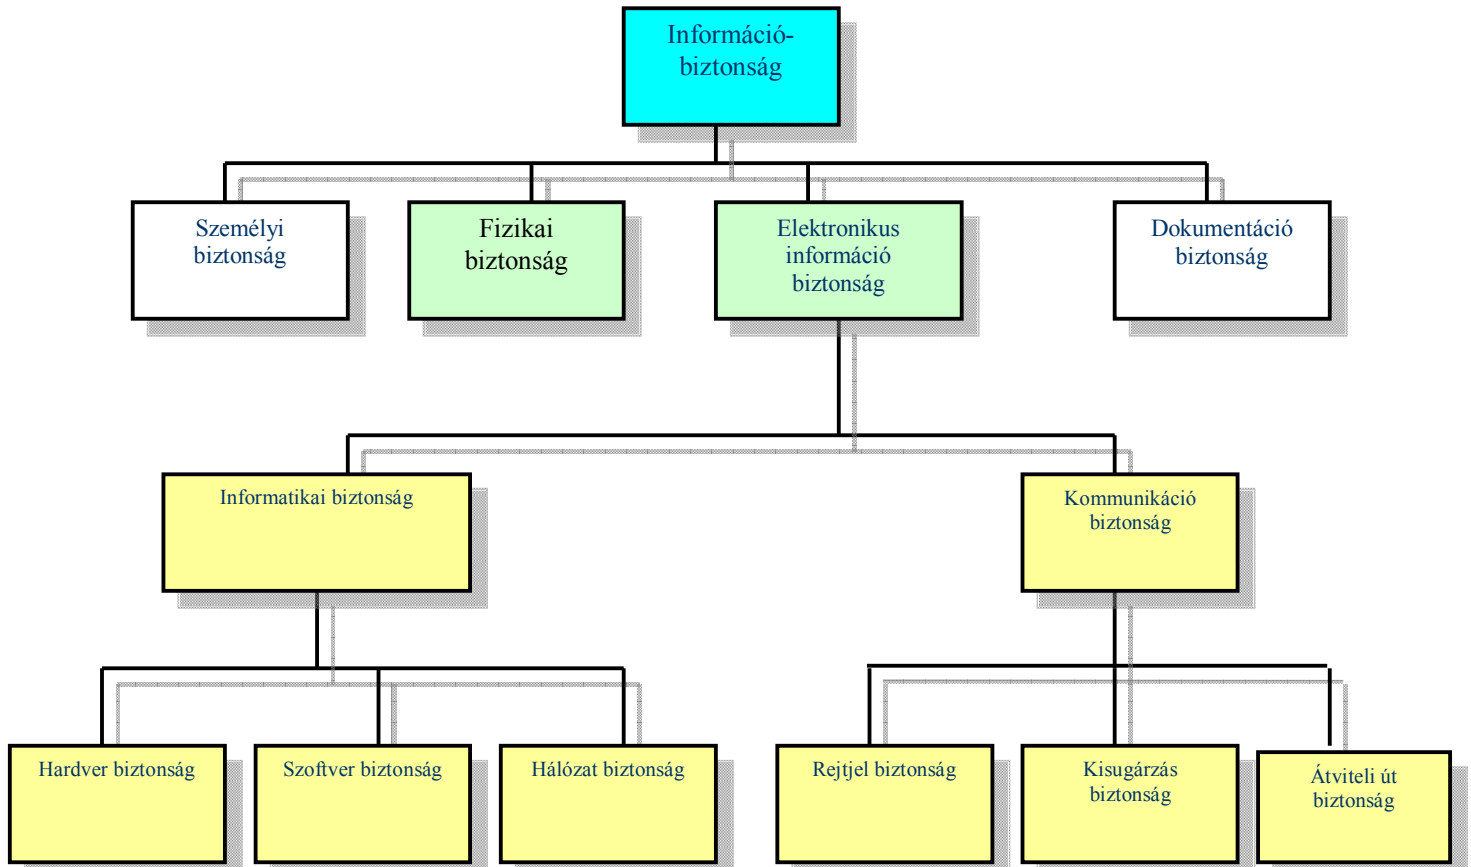 Információ-
biztonság
Személyi
biztonság
Fizikai
biztonság
Elektronikus
információ
biztonság
Dokumentáció
biztonság
Informatikai biztonság
Kommunikáció
biztonság
Hardver biztonság
Szoftver biztonság
Hálózat biztonság
Rejtjel biztonság
Kisugárzás
biztonság
Átviteli út
biztonság